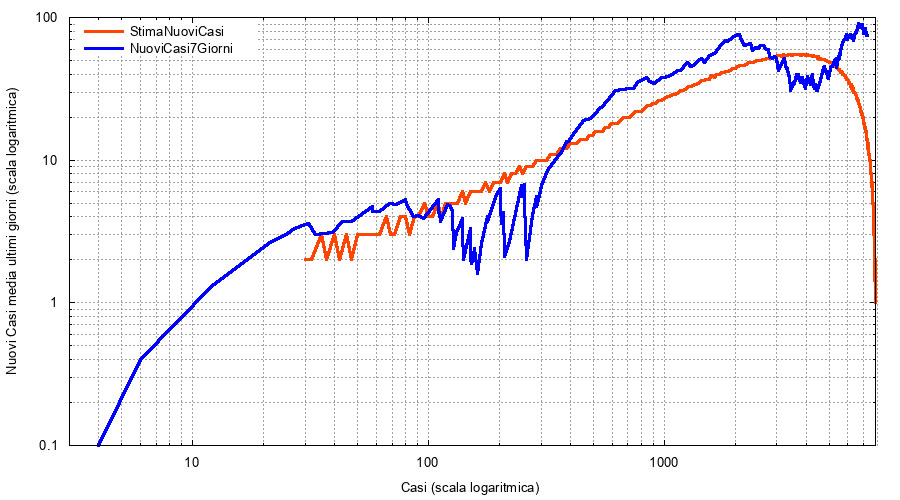 StimaNuoviCasi
NuoviCasi7Giorni
100
10
1
0.1
Nuovi Casi media ultimi giorni (scala logaritmica)
10
100
1000
Casi (scala logaritmica)